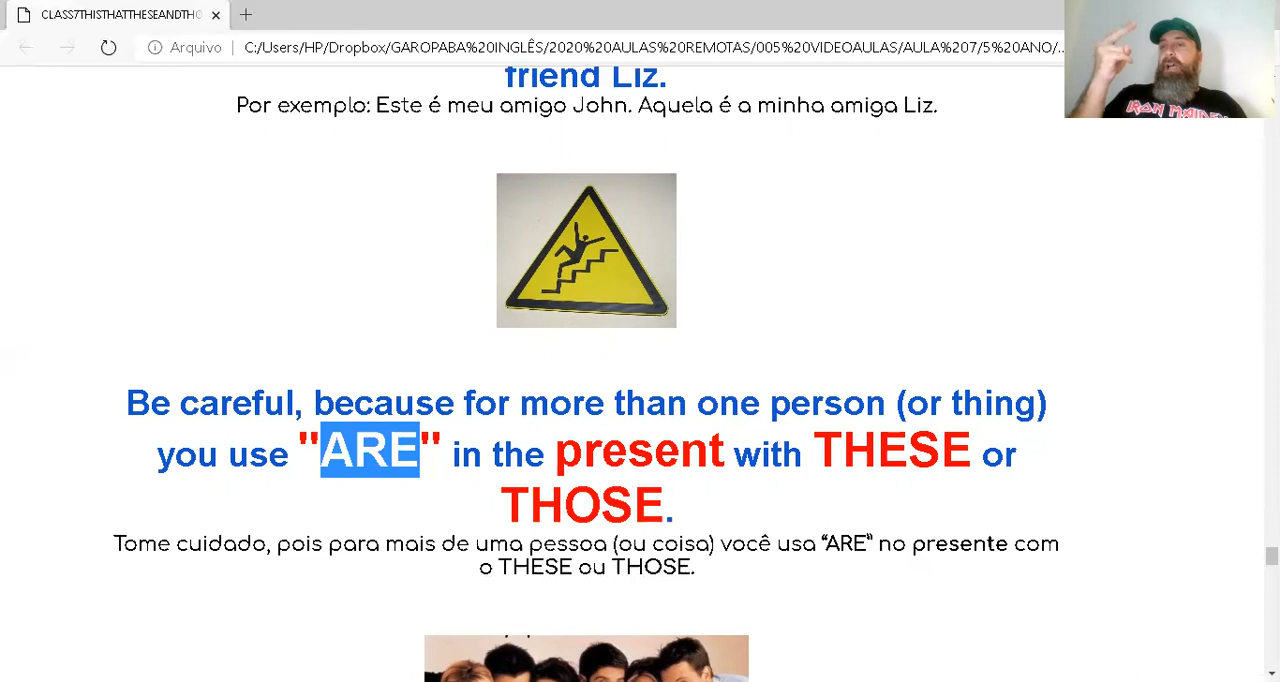 CLASS7THISTHATTHESEANDTHO
Arquivo
C:/Users/HP/Dropbox/GAROPABA%20INGLÊS/2020%20AULAS%20REMOTAS/005%20VIDEOAULAS/AULA%207/5%20ANO/...
friend Liz.
Por exemplo: Este é meu amigo John. Aquela é a minha amiga Liz.
IRON MAIDEN
Be careful, because for more than one person (or thing)
you use "ARE" in the present with THESE or
THOSE.
Tome cuidado, pois para mais de uma pessoa (ou coisa) você usa “ARE” no presente com
o THESE ou THOSE.